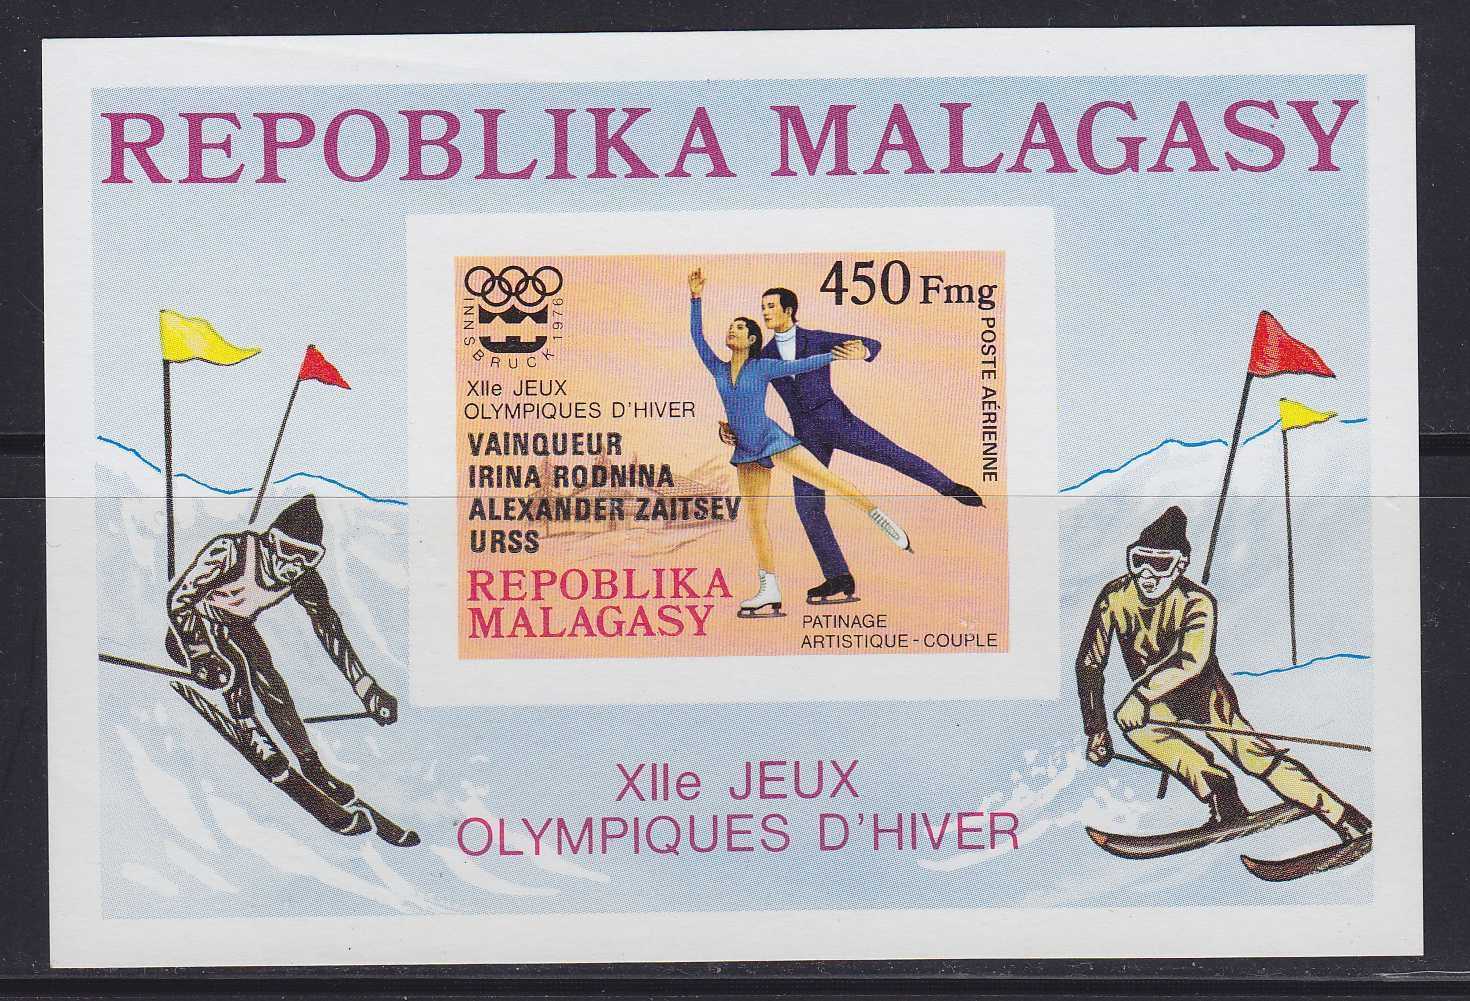 REPOBLIKA MALAGASY
INNSBRUCK 1976
450 Fmg
POSTE AÉRIENNE
XIIe JEUX
OLYMPIQUES D'HIVER
VAINQUEUR
IRINA RODNINA
ALEXANDER ZAITSEV
URSS
REPOBLIKA
MALAGASY
PATINAGE
ARTISTIQUE-COUPLE
XIIe JEUX
OLYMPIQUES D'HIVER